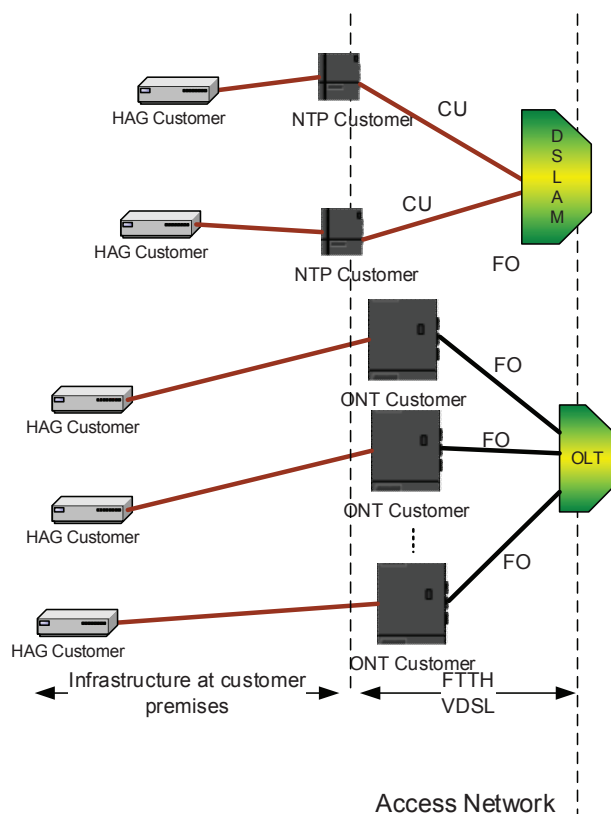 HAG Customer
NTP Customer
CU
DSLAM
HAG Customer
NTP Customer
CU
FO
HAG Customer
ONT Customer
FO
HAG Customer
ONT Customer
FO
OLT
HAG Customer
ONT Customer
FO
Infrastructure at customer
premises
FTTH
VDSL
Access Network